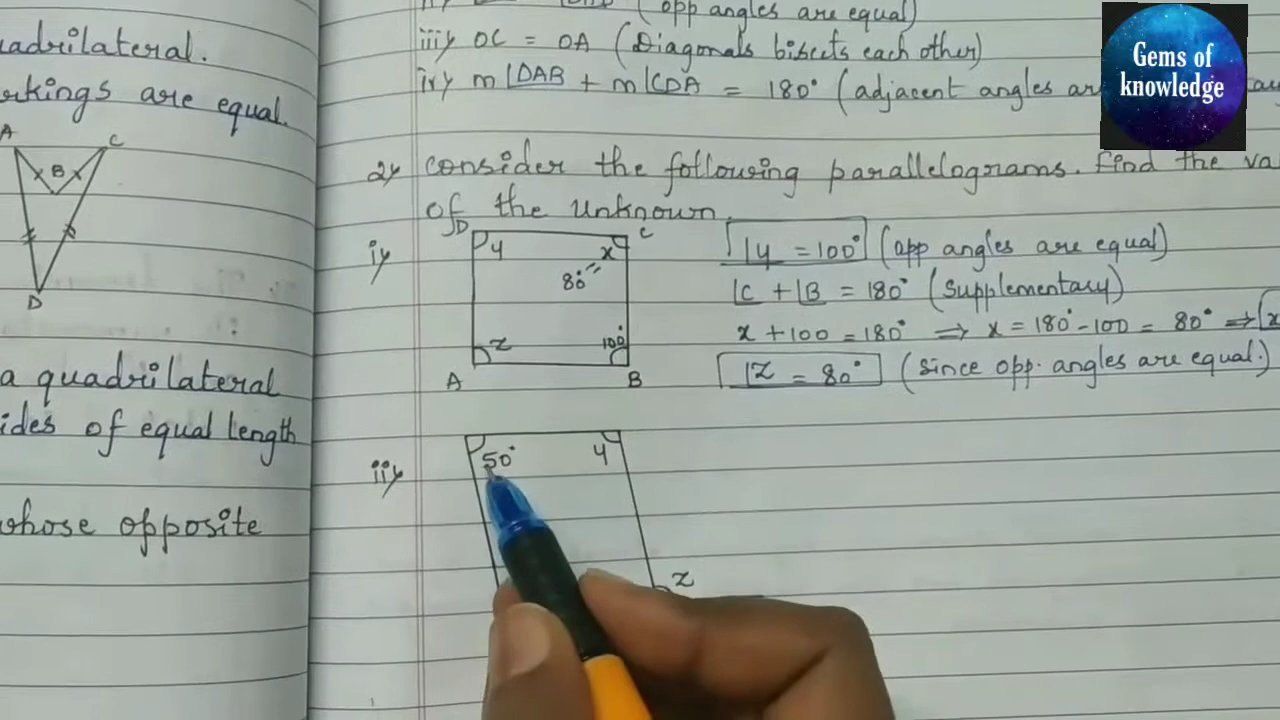 uadrilateral.
rkings are equal.
A
C
B
D
a quadrilateral
ides of equal length
whose opposite
(opp angles are equal)
iii) OC = OA (Diagonals bisects each other)
iv) m∠DAB + m∠CDA = 180° (adjacent angles ar
Gems of
knowledge
2) Consider the following parallelograms. Find the va
of the unknown.
i)
D
C
y
x
80°
z
100°
A
B
∠y = 100° (opp angles are equal)
∠C + ∠B = 180° (Supplementary)
x + 100 = 180° ⇒ x = 180° - 100 = 80° ⇒ ∠x
∠z = 80° (since opp. angles are equal.)
ii)
50°
y
z